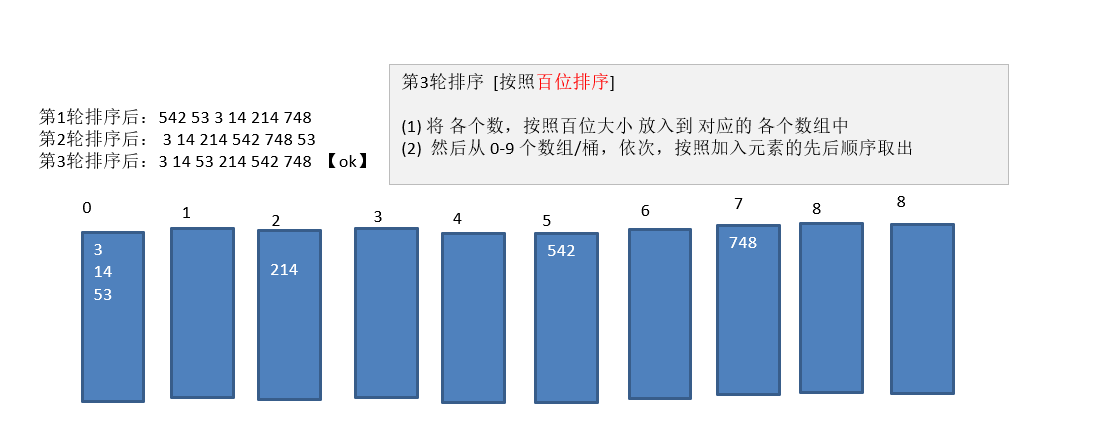 第3轮排序 [按照百位排序]
(1) 将 各个数，按照百位大小 放入到 对应的 各个数组中
(2) 然后从 0-9 个数组/桶，依次，按照加入元素的先后顺序取出
第1轮排序后：542 53 3 14 214 748
第2轮排序后： 3 14 214 542 748 53
第3轮排序后：3 14 53 214 542 748 【ok】
0 1 2 3 4 5 6 7 8 8
3 214 542 748
14
53